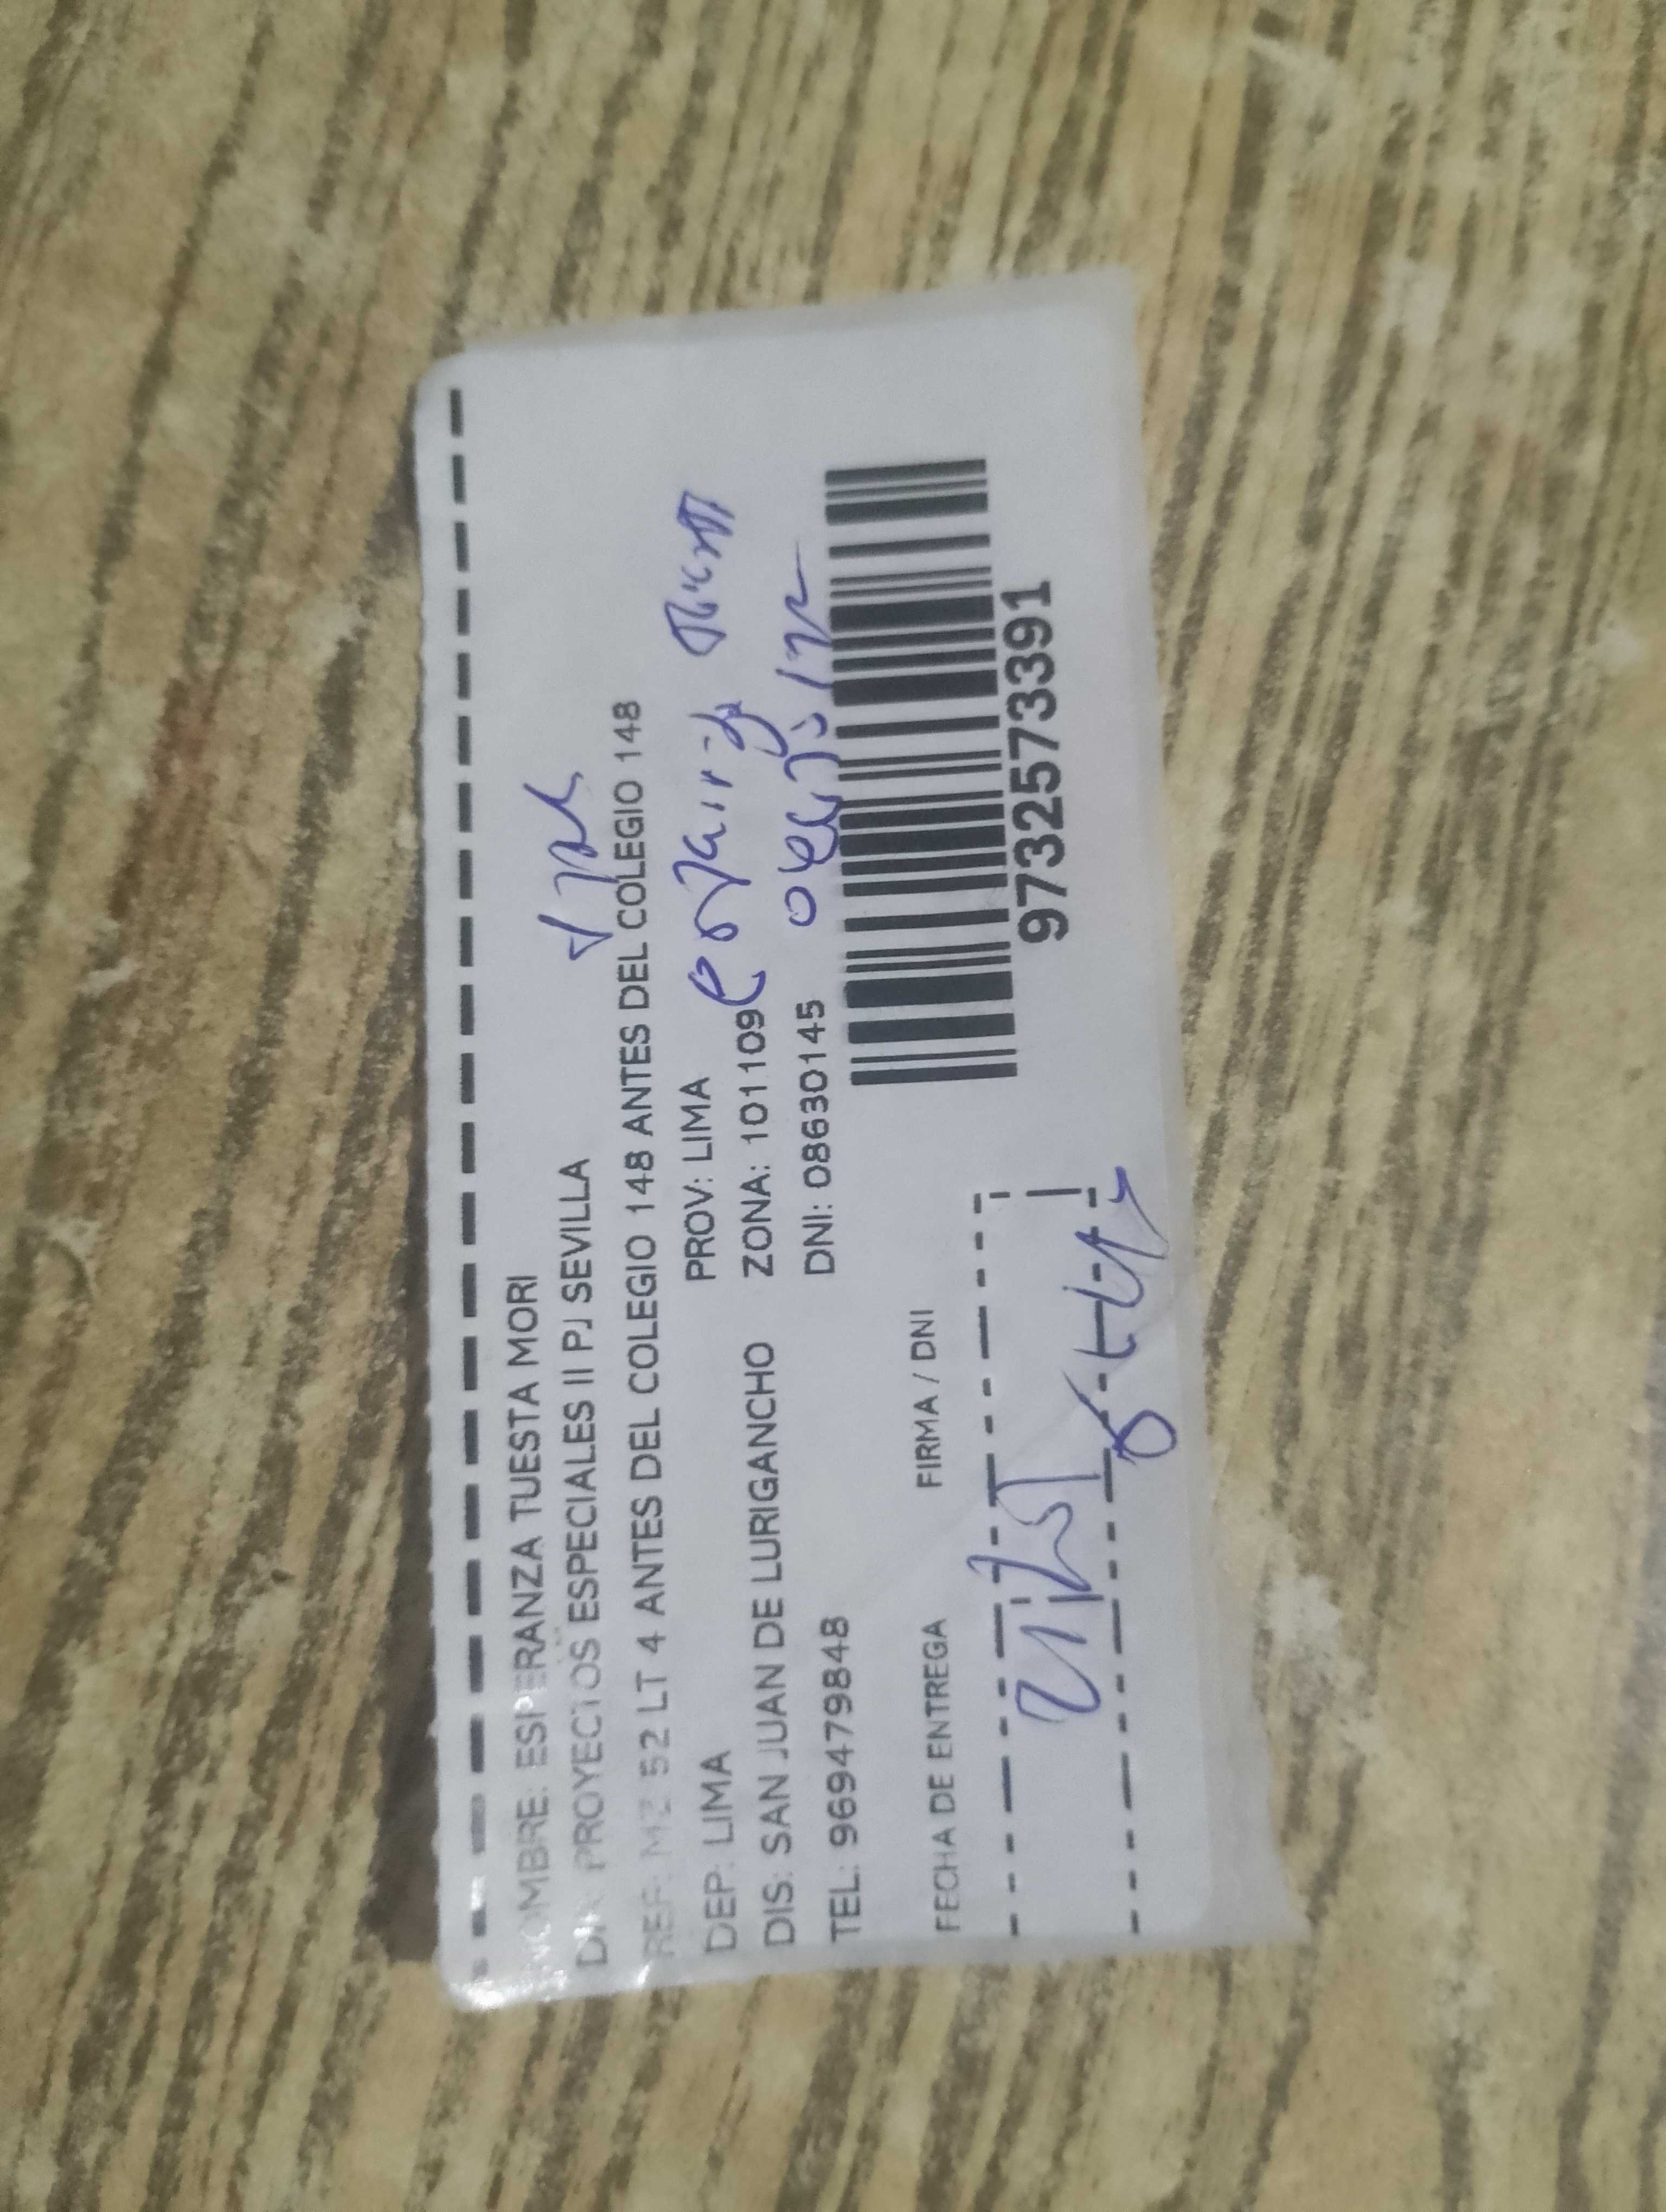 NOMBRE: ESPERANZA TUESTA MORI
DIR: PROYECTOS ESPECIALES II PJ SEVILLA
REF: MZ 52 LT 4 ANTES DEL COLEGIO 148 ANTES DEL COLEGIO 148
DEP: LIMA PROV: LIMA
DIS: SAN JUAN DE LURIGANCHO ZONA: 101109
TEL: 969479848 DNI: 08630145
FECHA DE ENTREGA FIRMA / DNI
9732573391